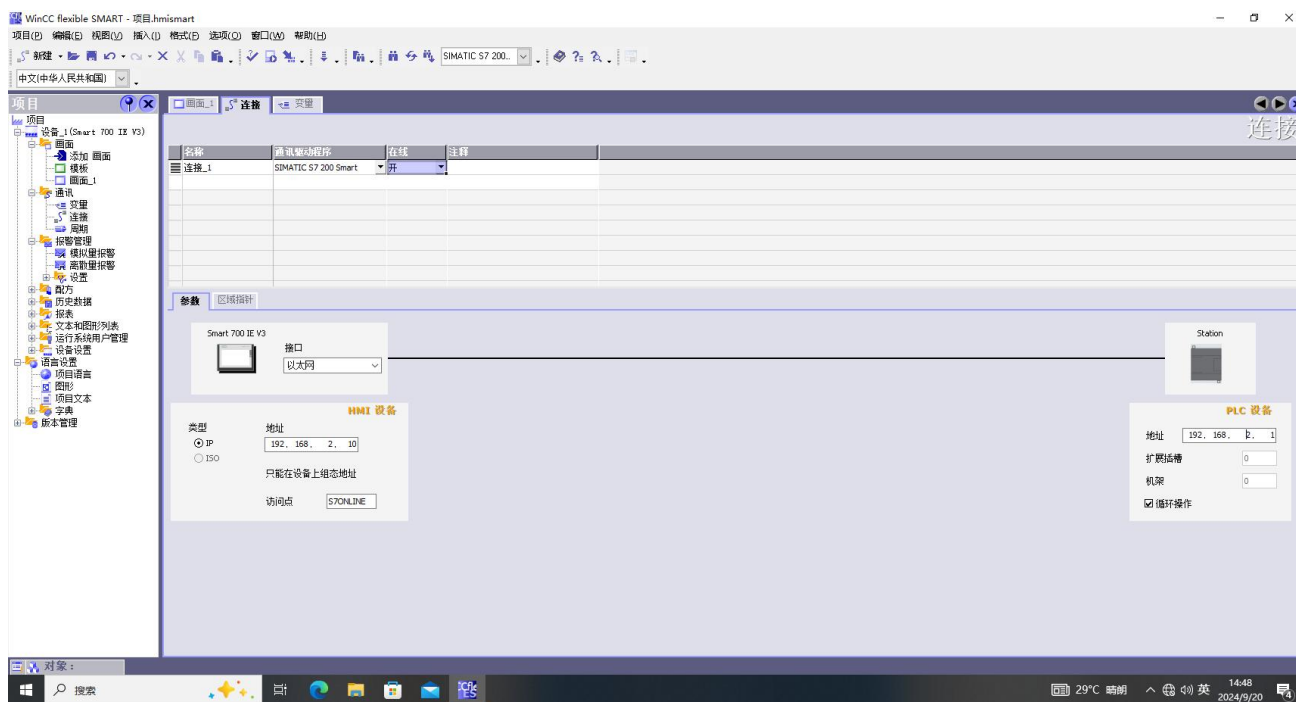 WinCC flexible SMART - 项目.hmismart
项目(P) 编辑(E) 视图(V) 插入(I) 格式(F) 选项(O) 窗口(W) 帮助(H)
新建 SIMATIC S7 200..
中文(中华人民共和国)
项目
画面_1 连接 变量
连接
项目
设备_1(Smart 700 IE V3)
画面
添加 画面
模板
画面_1
通讯
变量
连接
周期
报警管理
模拟量报警
离散量报警
设置
配方
历史数据
报表
文本和图形列表
运行系统用户管理
设备设置
语言设置
项目语言
图形
项目文本
字典
版本管理
名称 通讯驱动程序 在线 注释
连接_1 SIMATIC S7 200 Smart 开
参数 区域指针
Smart 700 IE V3
接口
以太网
Station
HMI 设备
类型 地址
IP 192. 168. 2. 10
ISO
只能在设备上组态地址
访问点 S7ONLINE
PLC 设备
地址 192. 168. 2. 1
扩展插槽 0
机架 0
循环操作
对象:
搜索
29°C 晴朗 英 14:48
2024/9/20
4